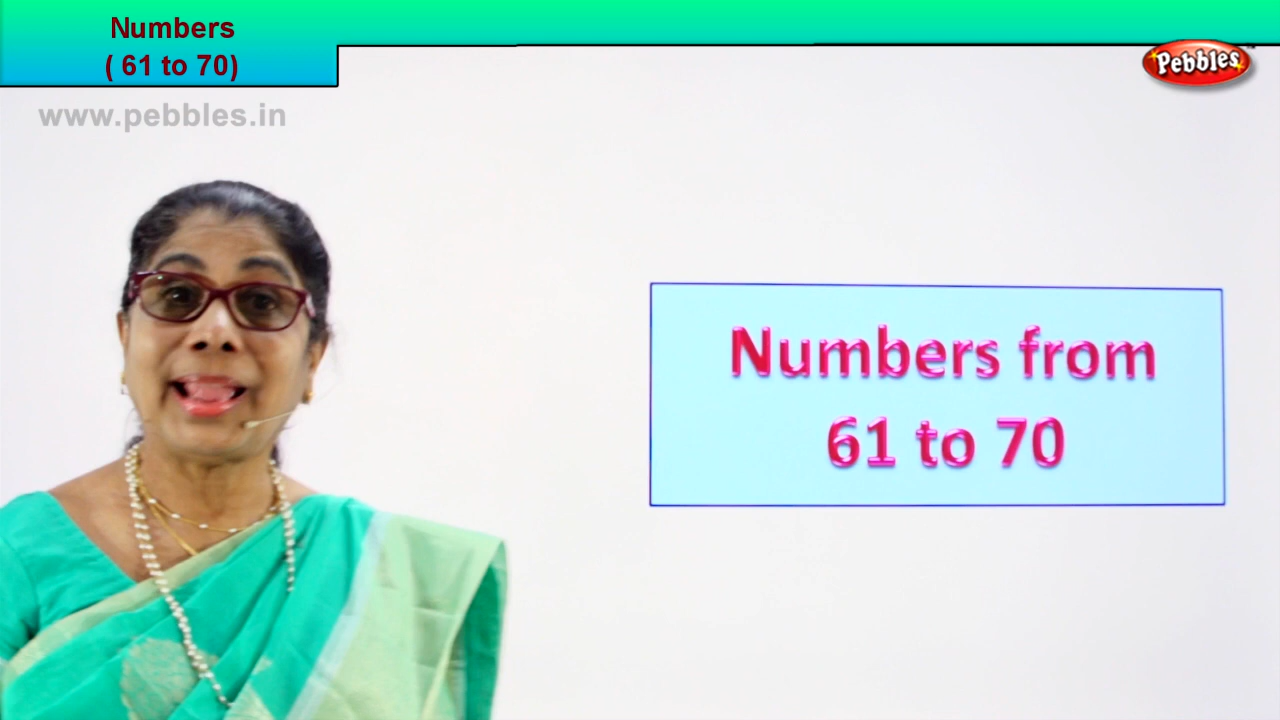 Numbers
( 61 to 70)
www.pebbles.in
Pebbles
Numbers from
61 to 70